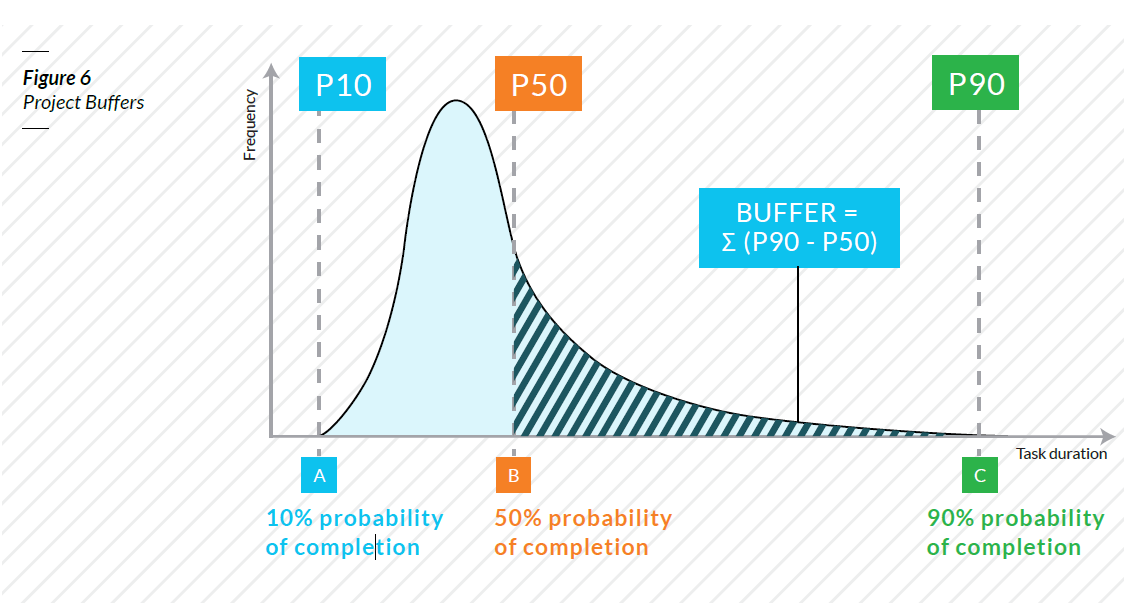 Figure 6
Project Buffers
P10
P50
P90
Frequency
BUFFER =
Σ (P90 - P50)
Task duration
A
B
C
10% probability
of completion
50% probability
of completion
90% probability
of completion